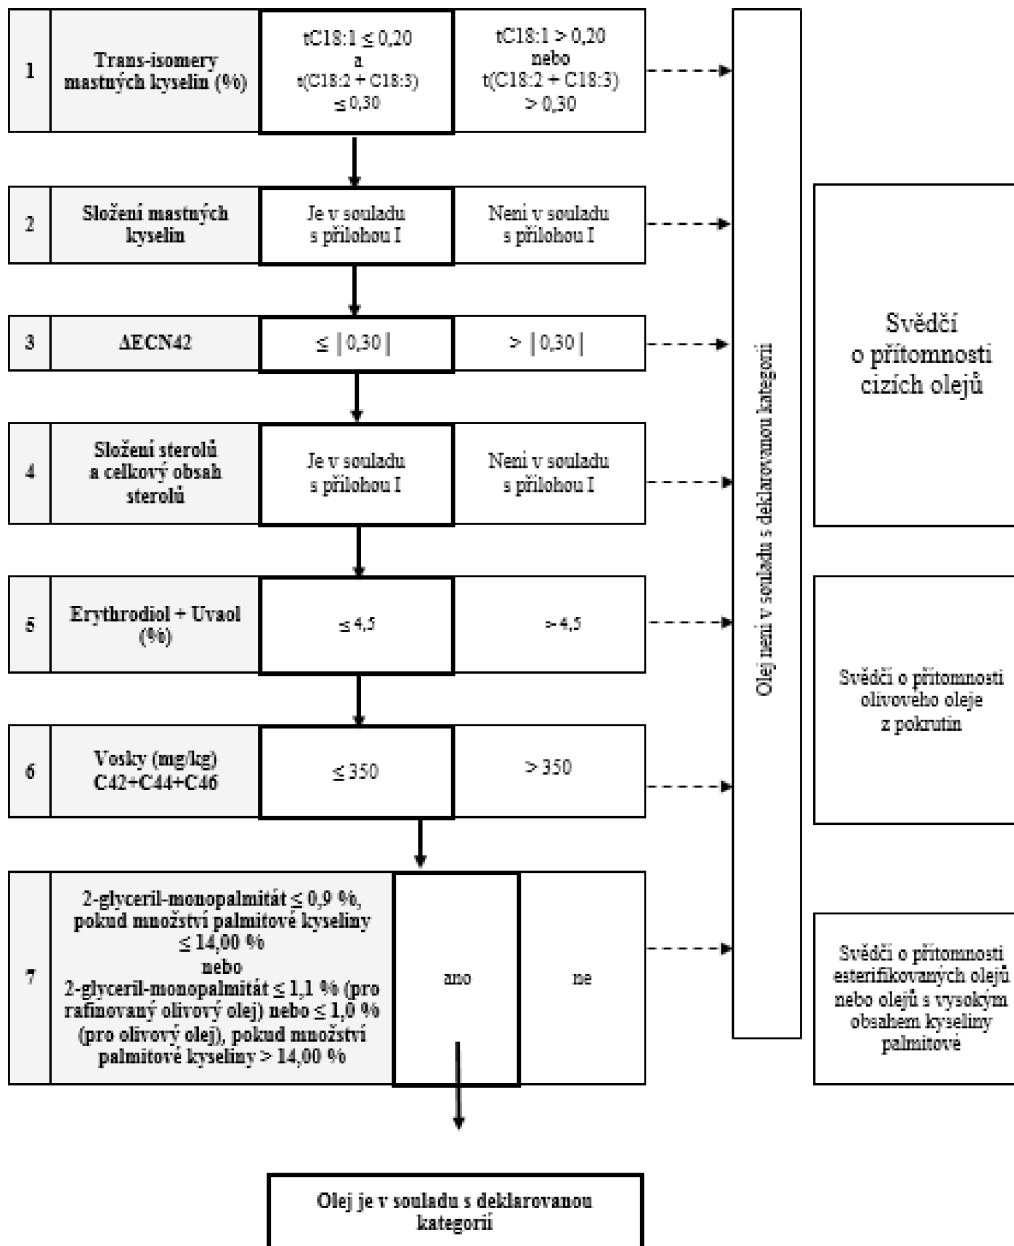 1
Trans-isomery
mastných kyselin (%)
tC18:1 ≤ 0,20
a
t(C18:2 + C18:3)
≤ 0,30
tC18:1 > 0,20
nebo
t(C18:2 + C18:3)
> 0,30
2
Složení mastných
kyselin
Je v souladu
s přílohou I
Není v souladu
s přílohou I
3
ΔECN42
≤ | 0,30 |
> | 0,30 |
4
Složení sterolů
a celkový obsah
sterolů
Je v souladu
s přílohou I
Není v souladu
s přílohou I
5
Erythrodiol + Uvaol
(%)
≤ 4,5
> 4,5
6
Vosky (mg/kg)
C42+C44+C46
≤ 350
> 350
7
2-glyceril-monopalmitát ≤ 0,9 %,
pokud množství palmitové kyseliny
≤ 14,00 %
nebo
2-glyceril-monopalmitát ≤ 1,1 % (pro
rafinovaný olivový olej) nebo ≤ 1,0 %
(pro olivový olej), pokud množství
palmitové kyseliny > 14,00 %
ano
ne
Olej není v souladu s deklarovanou kategorií
Svědčí
o přítomnosti
cizích olejů
Svědčí o přítomnosti
olivového oleje
z pokrutin
Svědčí o přítomnosti
esterifikovaných olejů
nebo olejů s vysokým
obsahem kyseliny
palmitové
Olej je v souladu s deklarovanou
kategorií